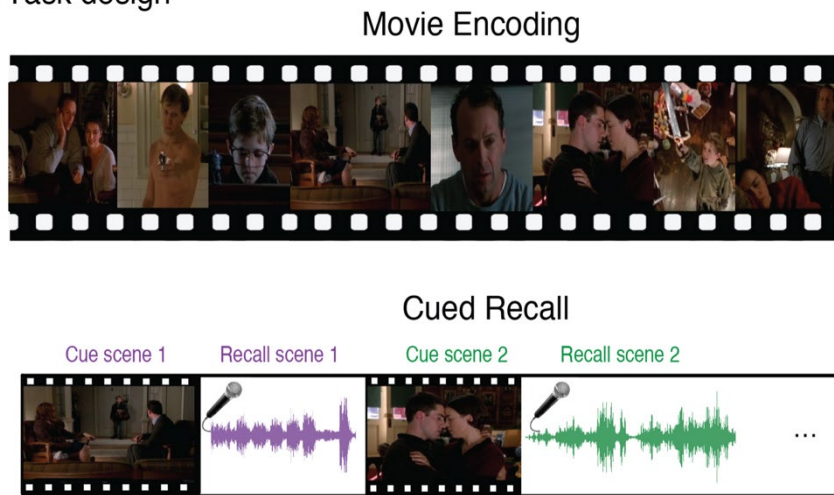 Task design
Movie Encoding
Cued Recall
Cue scene 1
Recall scene 1
Cue scene 2
Recall scene 2
...